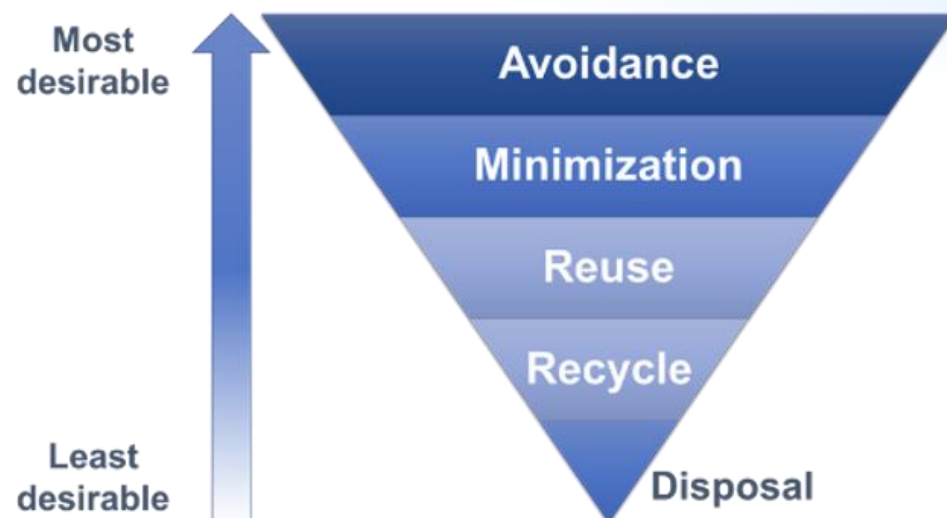 Most
desirable
Avoidance
Minimization
Reuse
Recycle
Least
desirable
Disposal